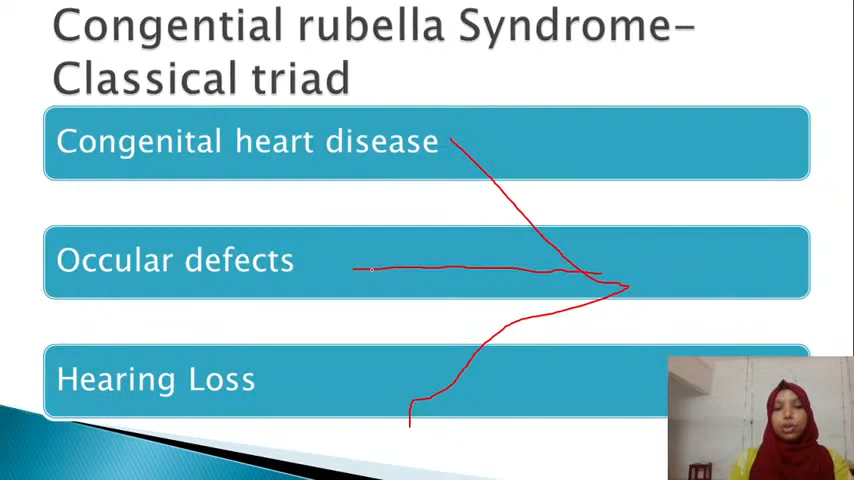 Congential rubella Syndrome-
Classical triad
Congenital heart disease
Occular defects
Hearing Loss